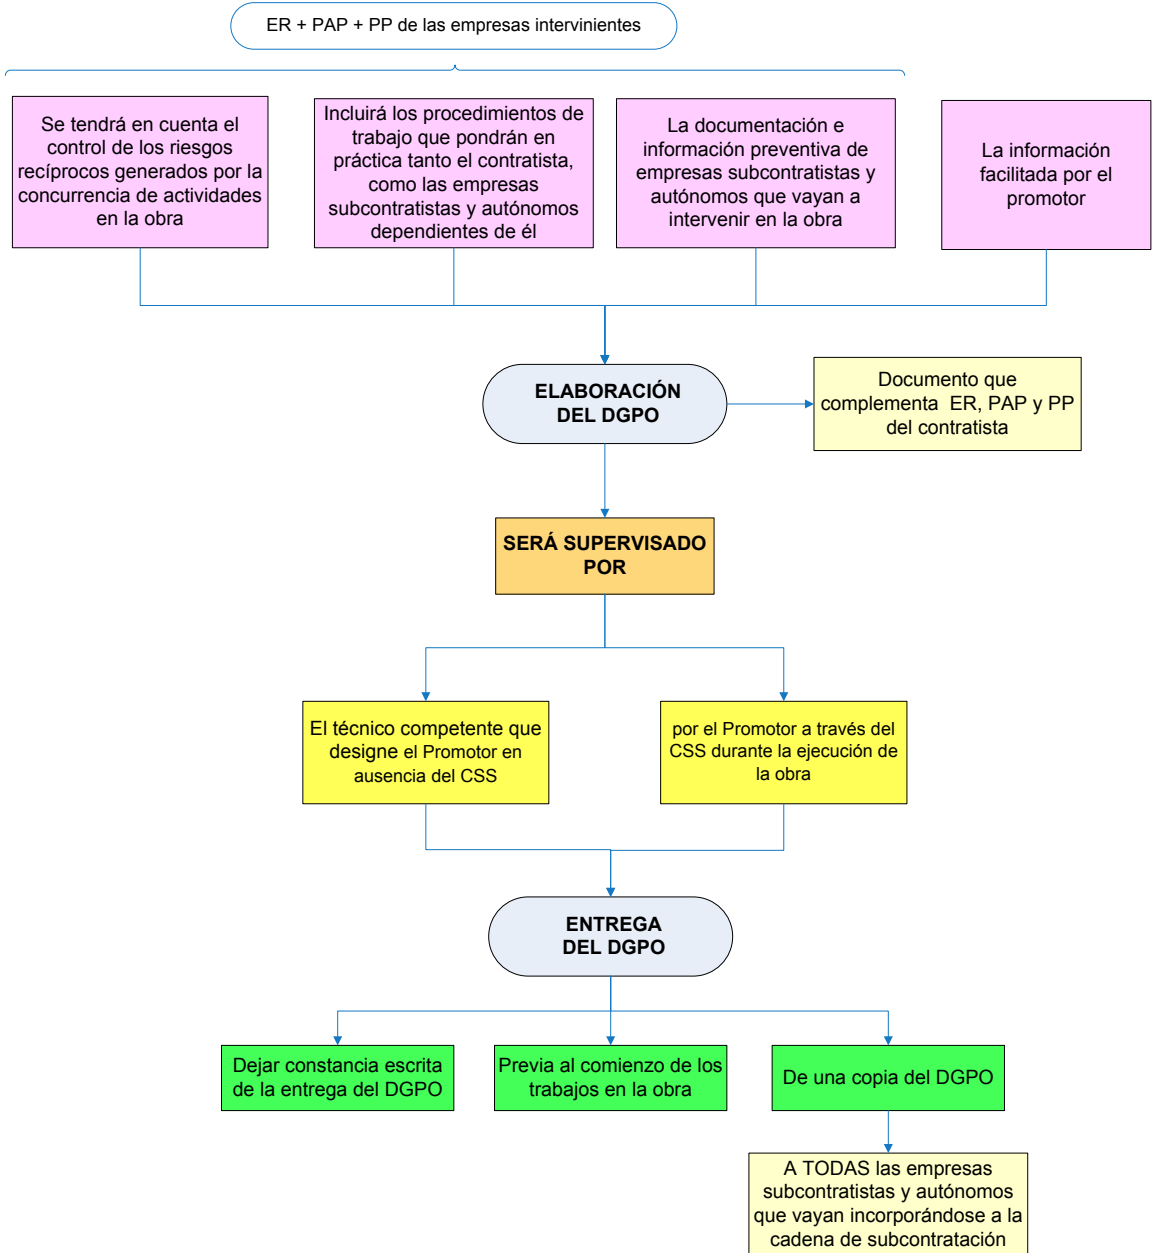 ER + PAP + PP de las empresas intervinientes
Se tendrá en cuenta el
control de los riesgos
recíprocos generados por la
concurrencia de actividades
en la obra
Incluirá los procedimientos de
trabajo que pondrán en
práctica tanto el contratista,
como las empresas
subcontratistas y autónomos
dependientes de él
La documentación e
información preventiva de
empresas subcontratistas y
autónomos que vayan a
intervenir en la obra
La información
facilitada por el
promotor
ELABORACIÓN
DEL DGPO
Documento que
complementa ER, PAP y PP
del contratista
SERÁ SUPERVISADO
POR
El técnico competente que
designe el Promotor en
ausencia del CSS
por el Promotor a través del
CSS durante la ejecución de
la obra
ENTREGA
DEL DGPO
Dejar constancia escrita
de la entrega del DGPO
Previa al comienzo de los
trabajos en la obra
De una copia del DGPO
A TODAS las empresas
subcontratistas y autónomos
que vayan incorporándose a la
cadena de subcontratación